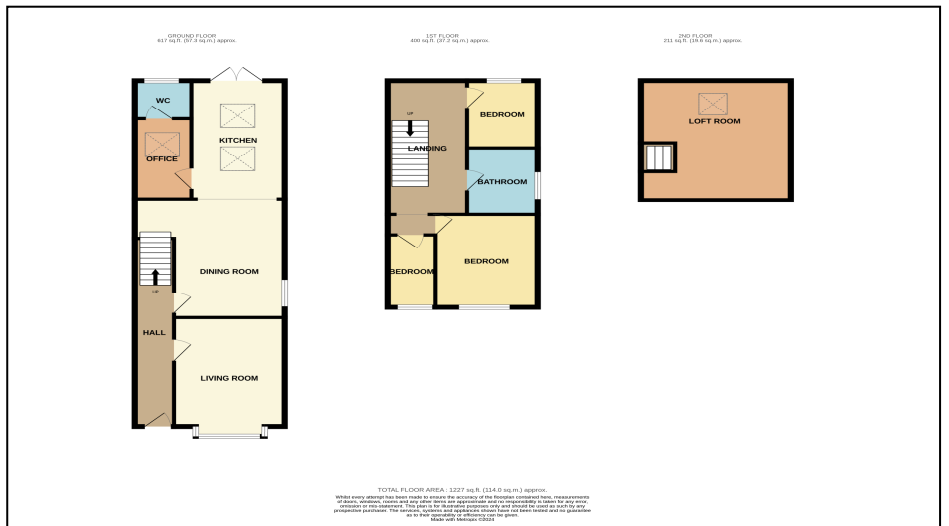 GROUND FLOOR
617 sq.ft. (57.3 sq.m.) approx.
1ST FLOOR
400 sq.ft. (37.2 sq.m.) approx.
2ND FLOOR
211 sq.ft. (19.6 sq.m.) approx.
WC
OFFICE
KITCHEN
DINING ROOM
UP
HALL
LIVING ROOM
UP
LANDING
BEDROOM
BATHROOM
BEDROOM
BEDROOM
LOFT ROOM
TOTAL FLOOR AREA : 1227 sq.ft. (114.0 sq.m.) approx.
Whilst every attempt has been made to ensure the accuracy of the floorplan contained here, measurements
of doors, windows, rooms and any other items are approximate and no responsibility is taken for any error,
omission or mis-statement. This plan is for illustrative purposes only and should be used as such by any
prospective purchaser. The services, systems and appliances shown have not been tested and no guarantee
as to their operability or efficiency can be given.
Made with Metropix ©2024